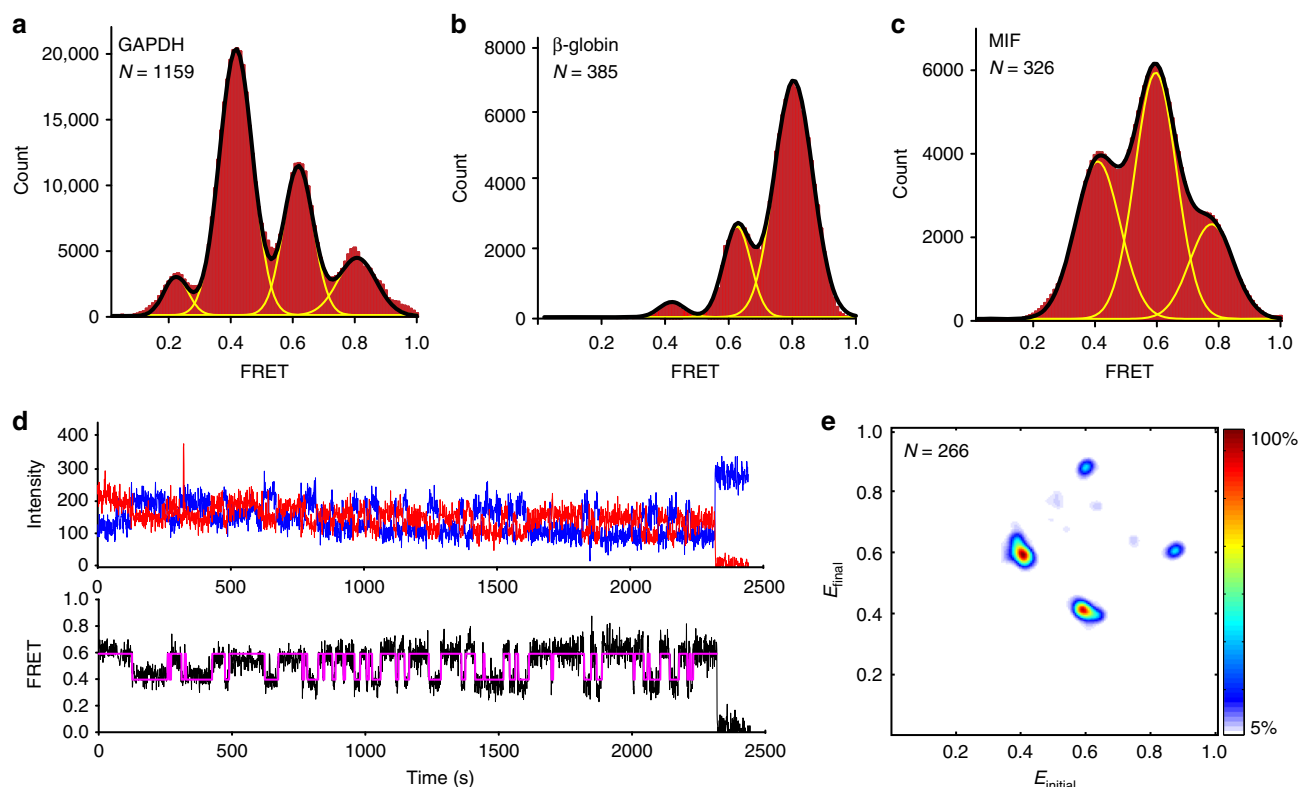 a
GAPDH
N = 1159
20,000
15,000
10,000
5000
0
Count
0.2 0.4 0.6 0.8 1.0
FRET
b
β-globin
N = 385
8000
6000
4000
2000
0
Count
0.2 0.4 0.6 0.8 1.0
FRET
c
MIF
N = 326
6000
4000
2000
0
Count
0.2 0.4 0.6 0.8 1.0
FRET
d
400
300
200
100
0
Intensity
0 500 1000 1500 2000 2500
1.0
0.8
0.6
0.4
0.2
0.0
FRET
0 500 1000 1500 2000 2500
Time (s)
e
N = 266
1.0
0.8
0.6
0.4
0.2
Efinal
0.2 0.4 0.6 0.8 1.0
Einitial
100%
5%